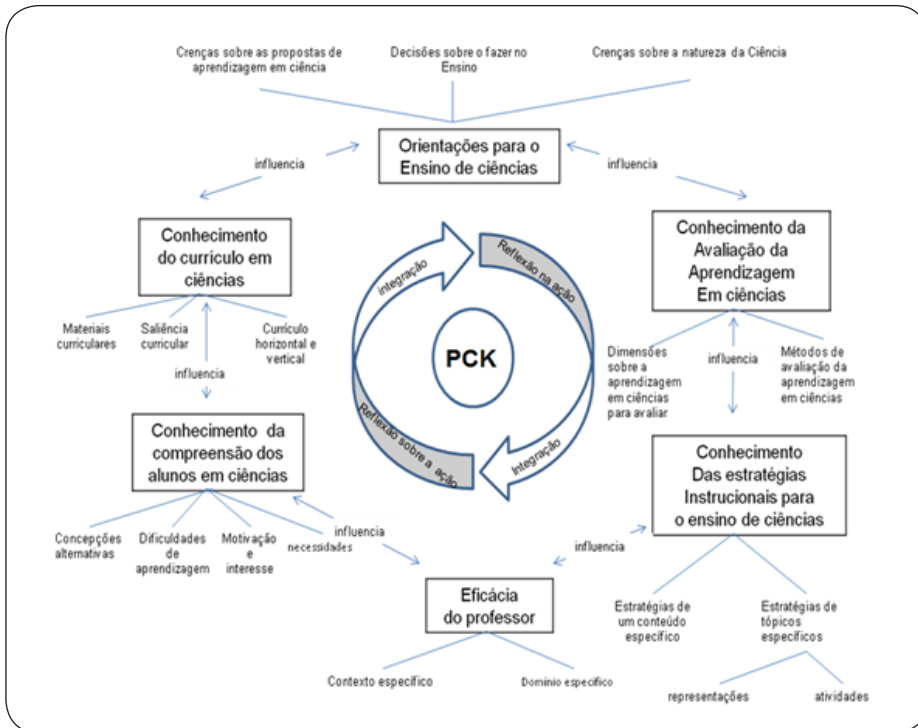 Crenças sobre as propostas de
aprendizagem em ciência
Decisões sobre o fazer no
Ensino
Crenças sobre a natureza da Ciência
Orientações para o
Ensino de ciências
influencia
influencia
Conhecimento
do currículo em
ciências
Conhecimento da
Avaliação da
Aprendizagem
Em ciências
integração
Reflexão na ação
PCK
Reflexão sobre a ação
Integração
Materiais
curriculares
Saliência
curricular
Currículo
horizontal e
vertical
influencia
Dimensões
sobre a
aprendizagem
em ciências
para avaliar
influencia
Métodos de
avaliação da
aprendizagem
em ciências
Conhecimento da
compreensão dos
alunos em ciências
Conhecimento
Das estratégias
Instrucionais para
o ensino de ciências
Concepções
alternativas
Dificuldades
de
aprendizagem
Motivação
e
interesse
necessidades
influencia
influencia
Eficácia
do professor
Contexto específico
Domínio específico
Estratégias de
um conteúdo
específico
Estratégias de
tópicos
específicos
representações
atividades